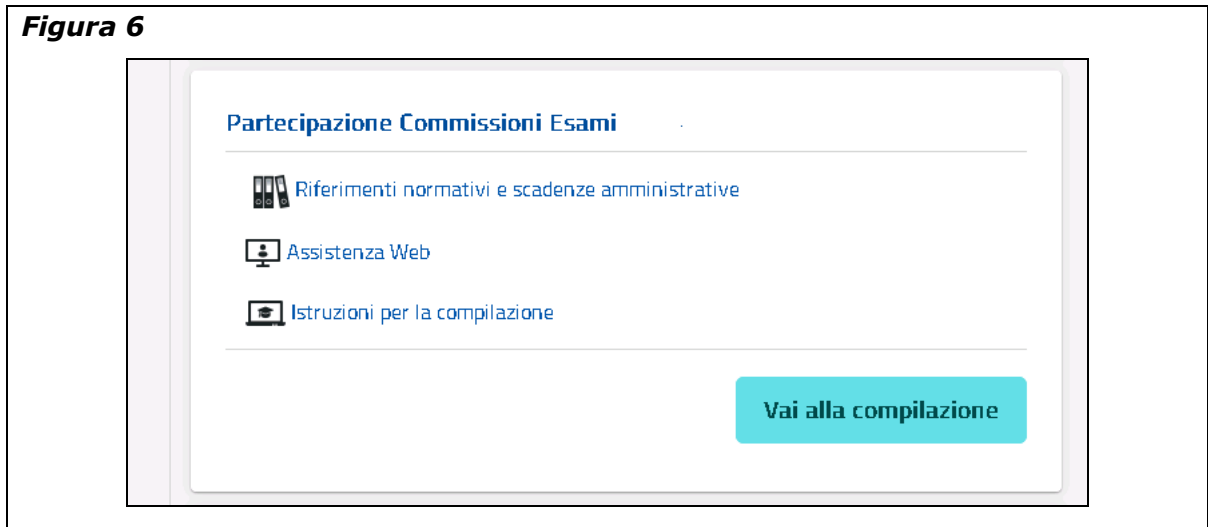 Figura 6
Partecipazione Commissioni Esami
Riferimenti normativi e scadenze amministrative
Assistenza Web
Istruzioni per la compilazione
Vai alla compilazione